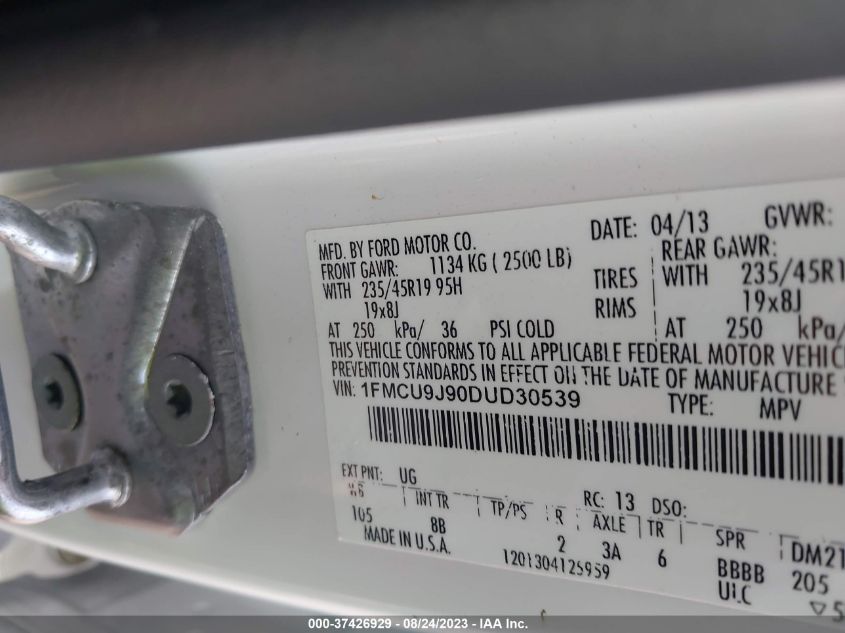 MFD. BY FORD MOTOR CO. DATE: 04/13 GVWR:
FRONT GAWR: 1134 KG ( 2500 LB) REAR GAWR:
WITH 235/45R19 95H TIRES WITH 235/45R1
19x8J RIMS 19x8J
AT 250 kPa/ 36 PSI COLD AT 250 kPa/
THIS VEHICLE CONFORMS TO ALL APPLICABLE FEDERAL MOTOR VEHIC
PREVENTION STANDARDS IN EFFECT ON THE DATE OF MANUFACTURE
VIN: 1FMCU9J90DUD30539 TYPE: MPV
EXT PNT: UG RC: 13 DSO:
WB INT TR TP/PS R AXLE TR SPR
105 8B 2 3A 6 BBBB 205
MADE IN U.S.A. 1201304125959 ULC
DM21
000-37426929 - 08/24/2023 - IAA Inc.